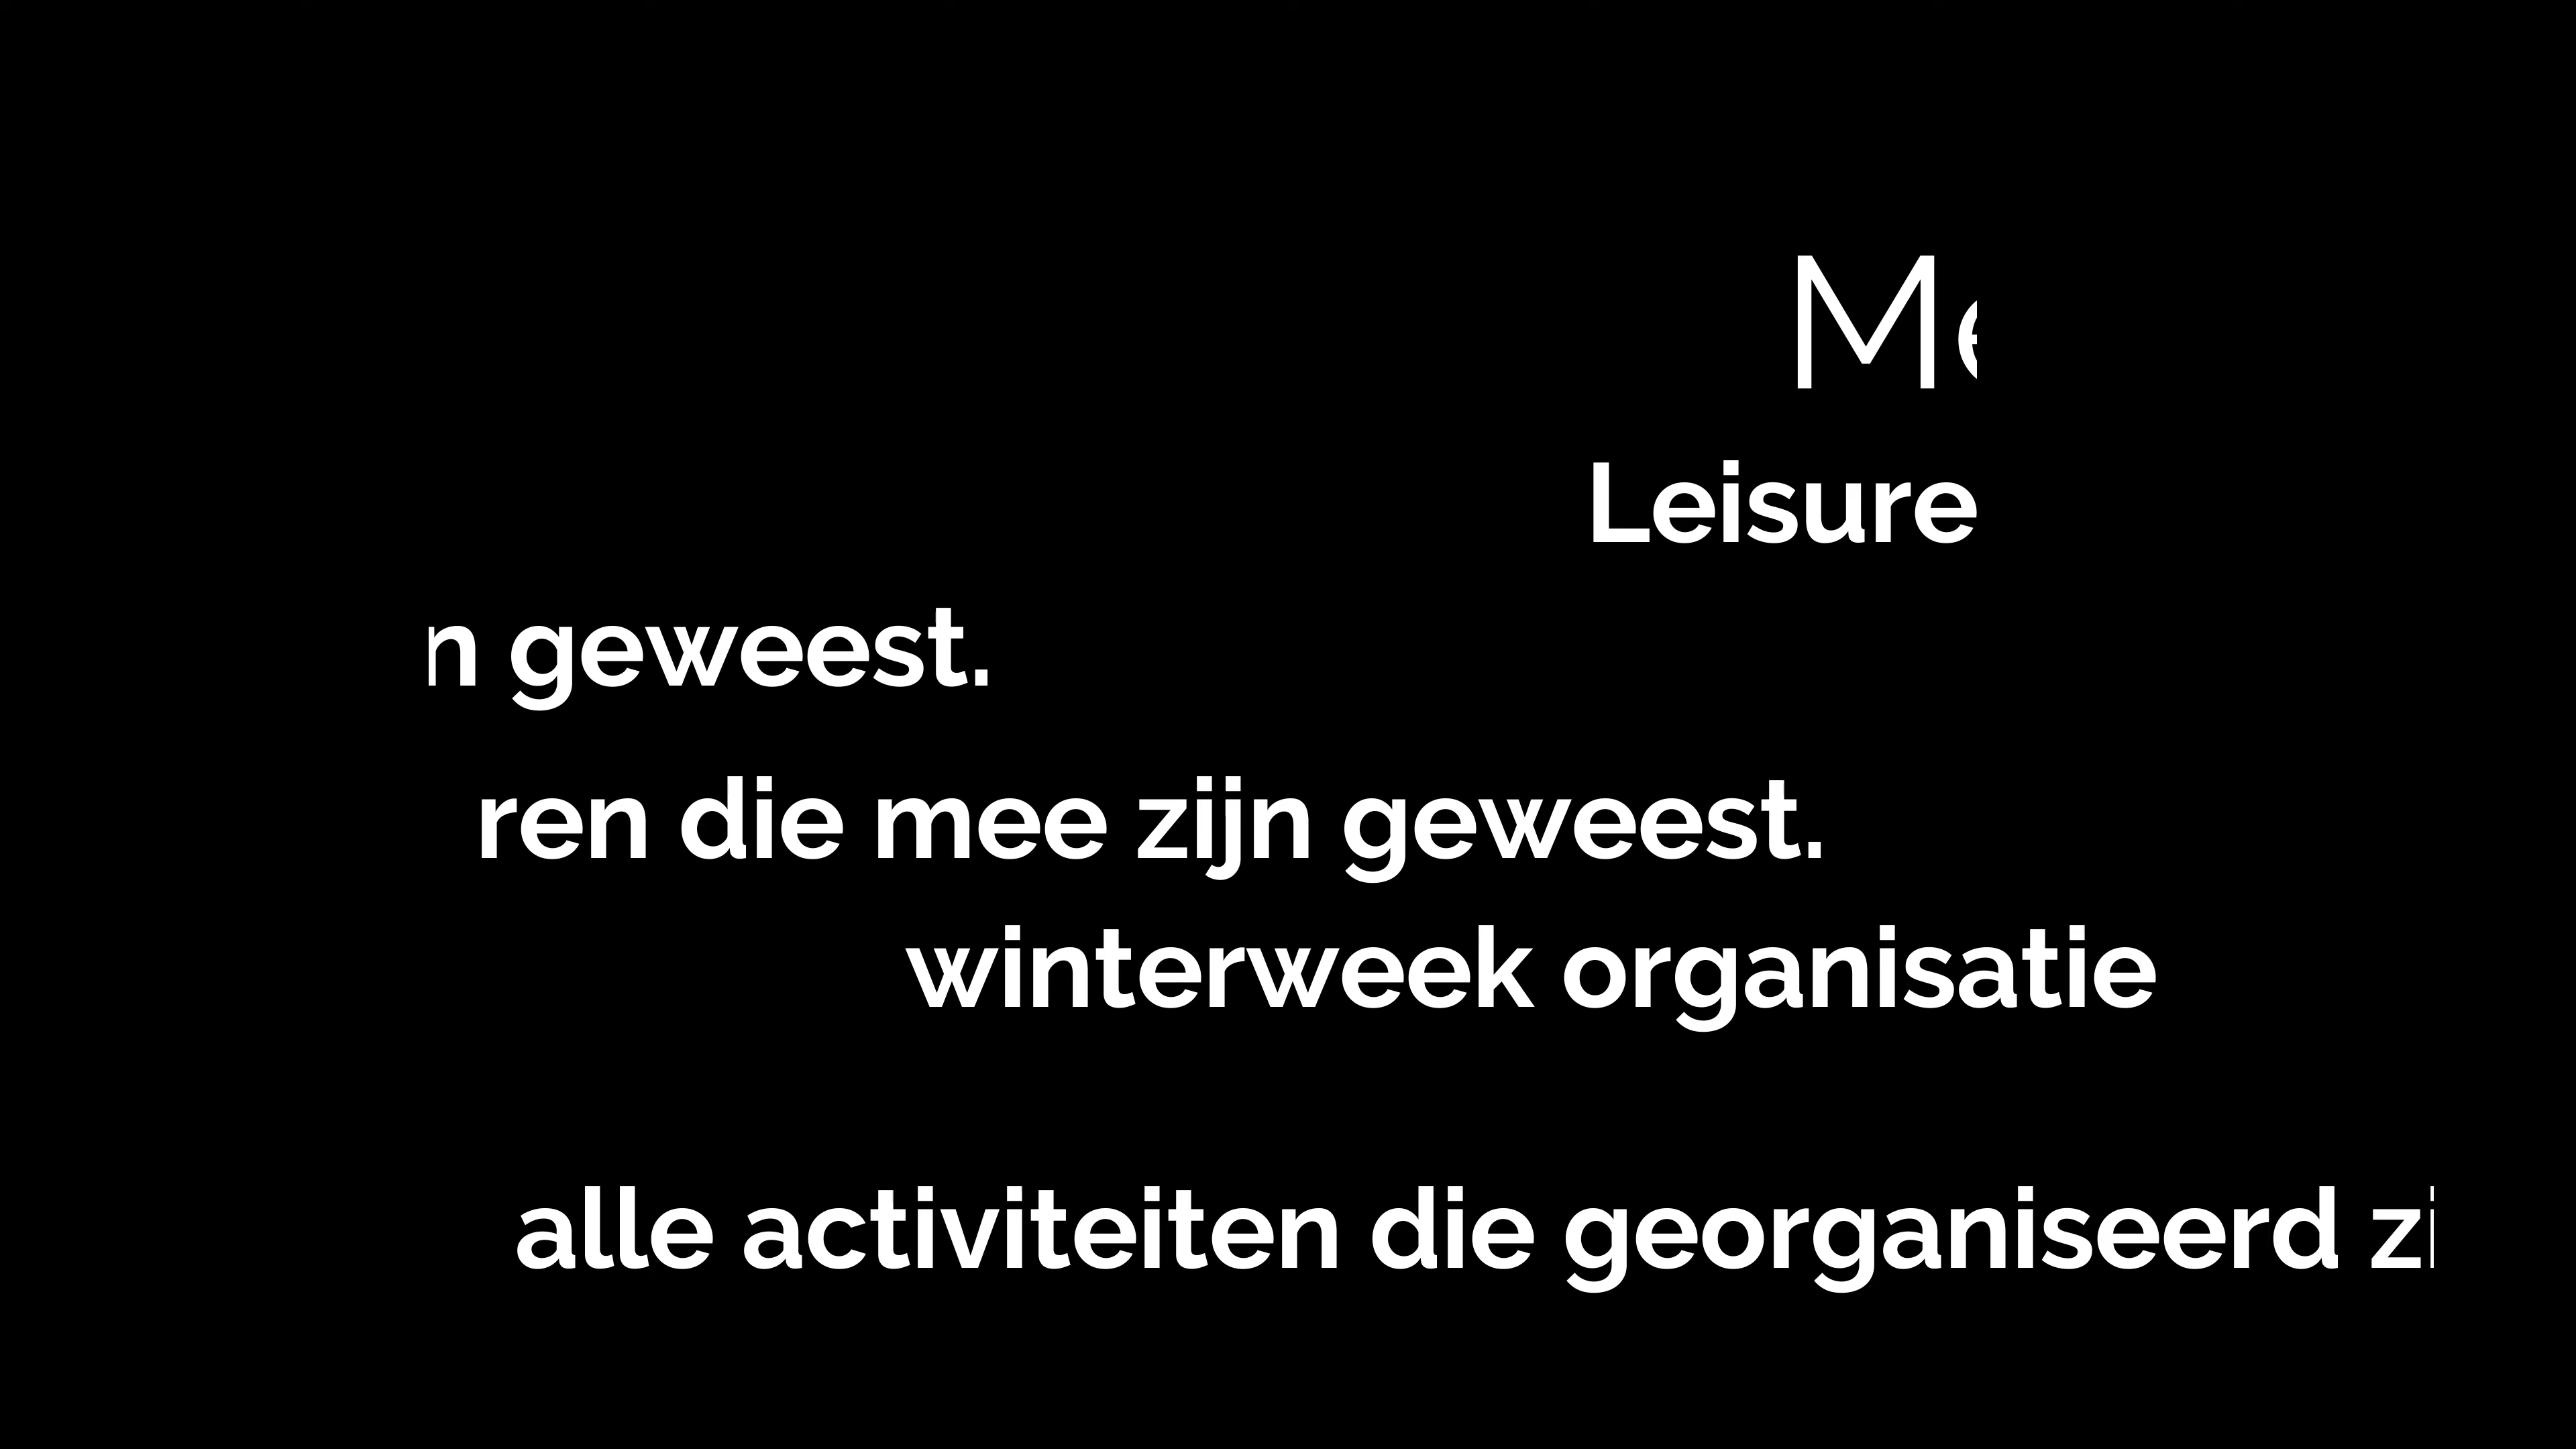 Me
Leisure
n geweest.
ren die mee zijn geweest.
winterweek organisatie
alle activiteiten die georganiseerd zi